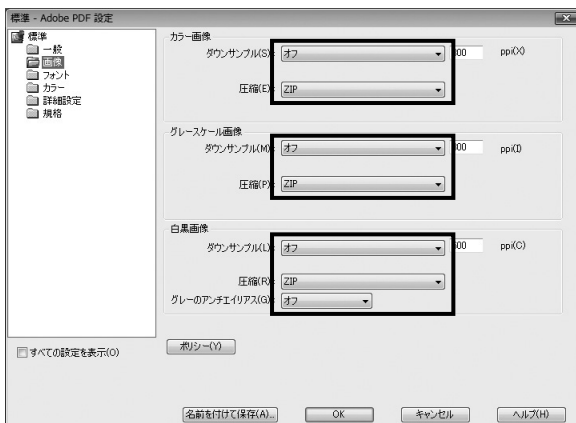 標準 - Adobe PDF 設定
標準
一般
画像
フォント
カラー
詳細設定
規格
すべての設定を表示(O)
カラー画像
ダウンサンプル(S): オフ 00 ppi(X)
圧縮(E): ZIP
グレースケール画像
ダウンサンプル(M): オフ 00 ppi(I)
圧縮(P): ZIP
白黒画像
ダウンサンプル(L): オフ 00 ppi(C)
圧縮(R): ZIP
グレーのアンチエイリアス(G): オフ
ポリシー(Y)
名前を付けて保存(A)... OK キャンセル ヘルプ(H)